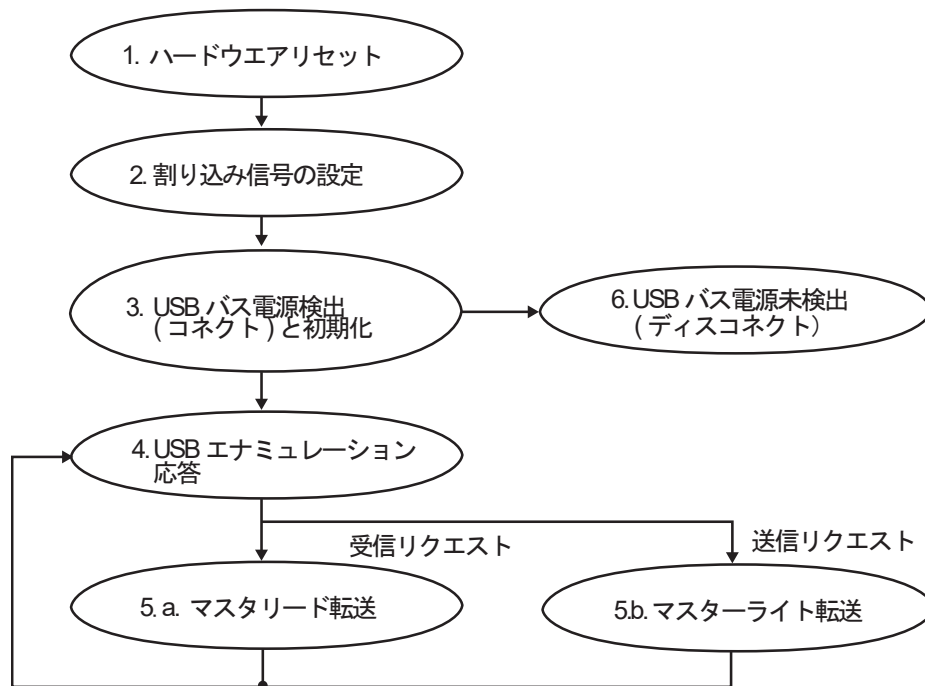 1. ハードウエアリセット
2. 割り込み信号の設定
3. USB バス電源検出
( コネクト ) と初期化
6. USB バス電源未検出
( ディスコネクト）
4. USB エナミュレーション
応答
受信リクエスト
送信リクエスト
5. a. マスタリード転送
5.b. マスターライト転送